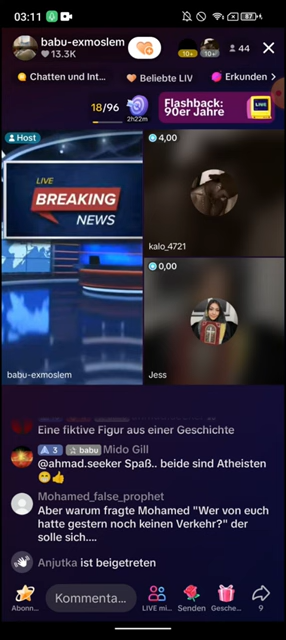 03:11
87
babu-exmoslem
13.3K
10+
10+
44
Chatten und Int...
Beliebte LIV
Erkunden
18/96
2h22m
Flashback:
90er Jahre
LIVE
Host
4,00
LIVE
BREAKING
NEWS
kalo_4721
0,00
babu-exmoslem
Jess
Eine fiktive Figur aus einer Geschichte
3 babu Mido Gill
@ahmad.seeker Spaß.. beide sind Atheisten
😬👍
Mohamed_false_prophet
Aber warum fragte Mohamed "Wer von euch
hatte gestern noch keinen Verkehr?" der
solle sich....
Anjutka ist beigetreten
Kommenta...
Abonn...
LIVE mi...
Senden
Gesche...
9